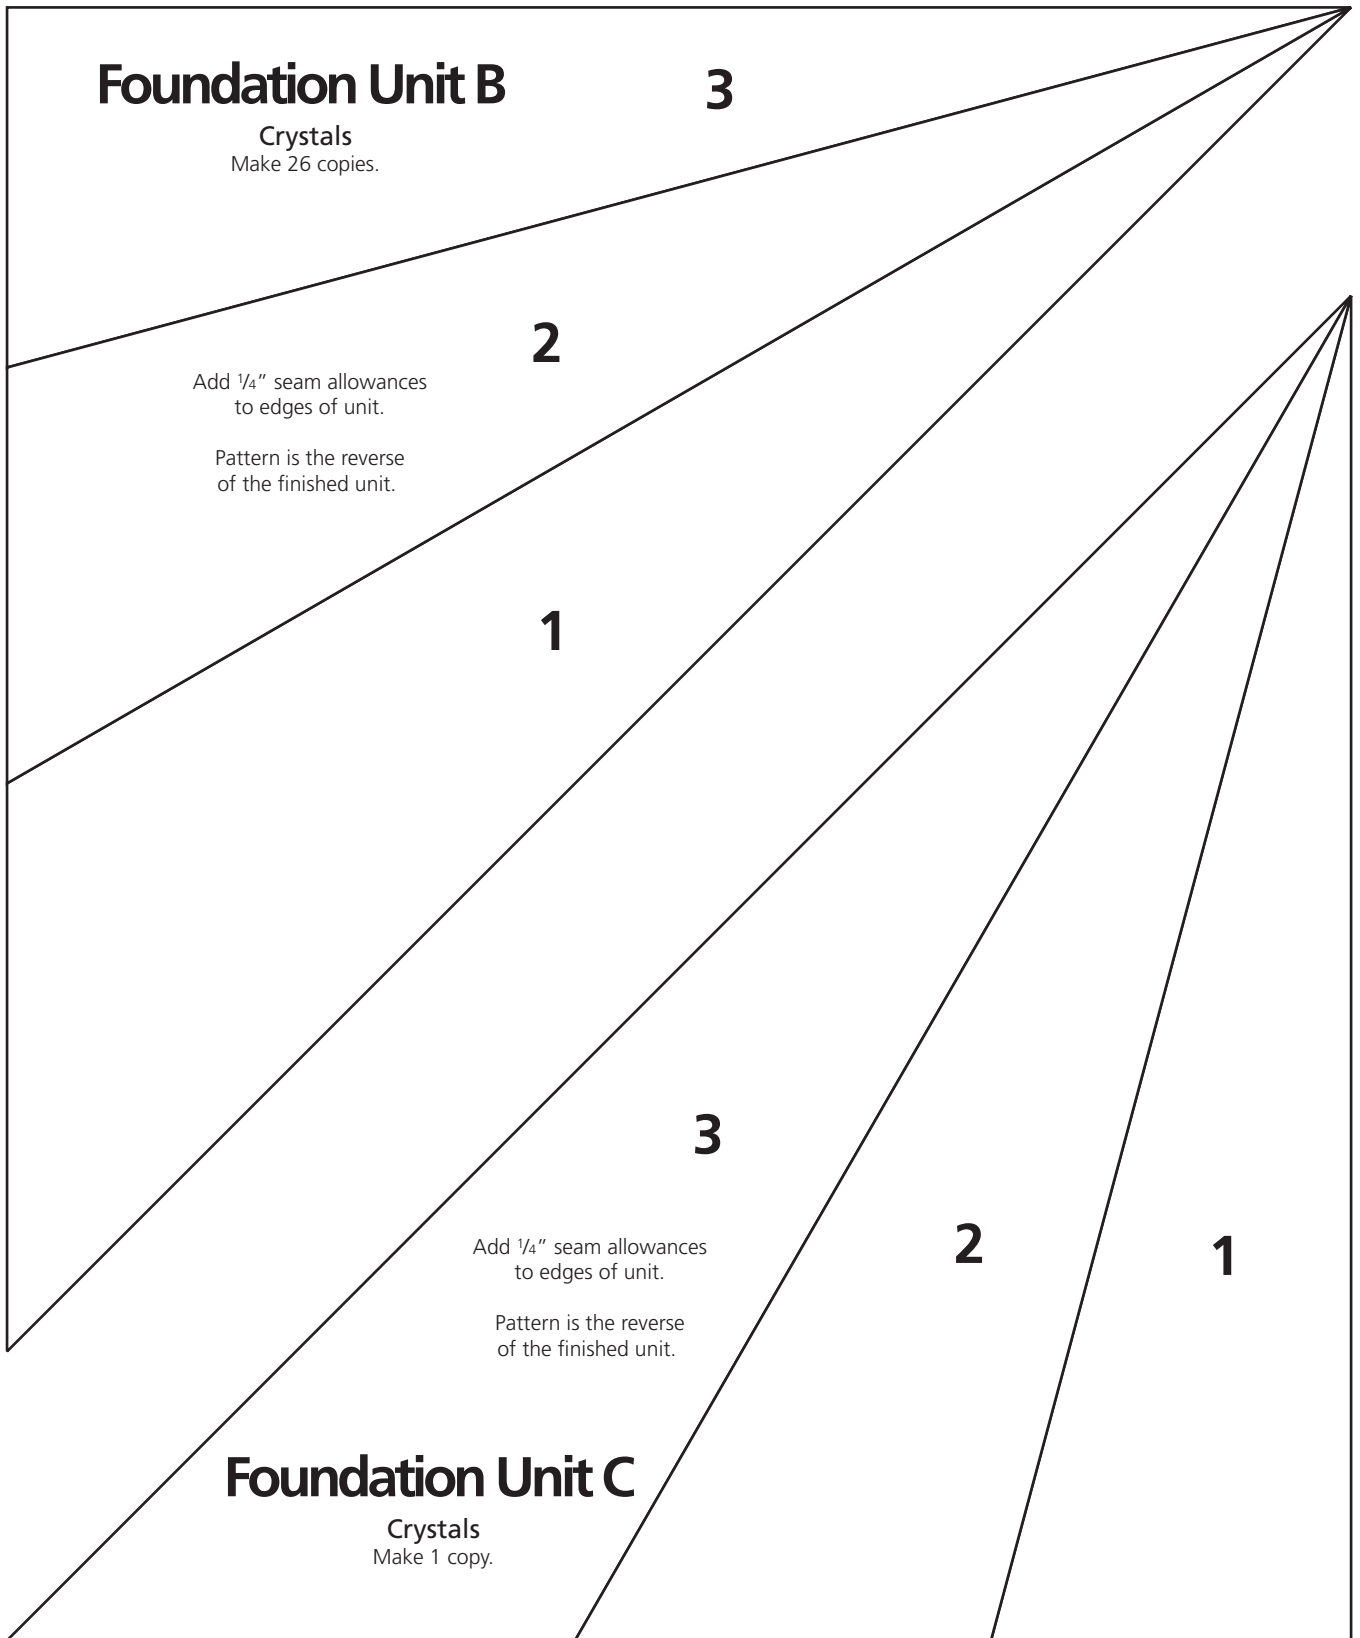 Foundation Unit B
Crystals
Make 26 copies.
3
2
Add 1/4" seam allowances
to edges of unit.
Pattern is the reverse
of the finished unit.
1
3
2
1
Add 1/4" seam allowances
to edges of unit.
Pattern is the reverse
of the finished unit.
Foundation Unit C
Crystals
Make 1 copy.